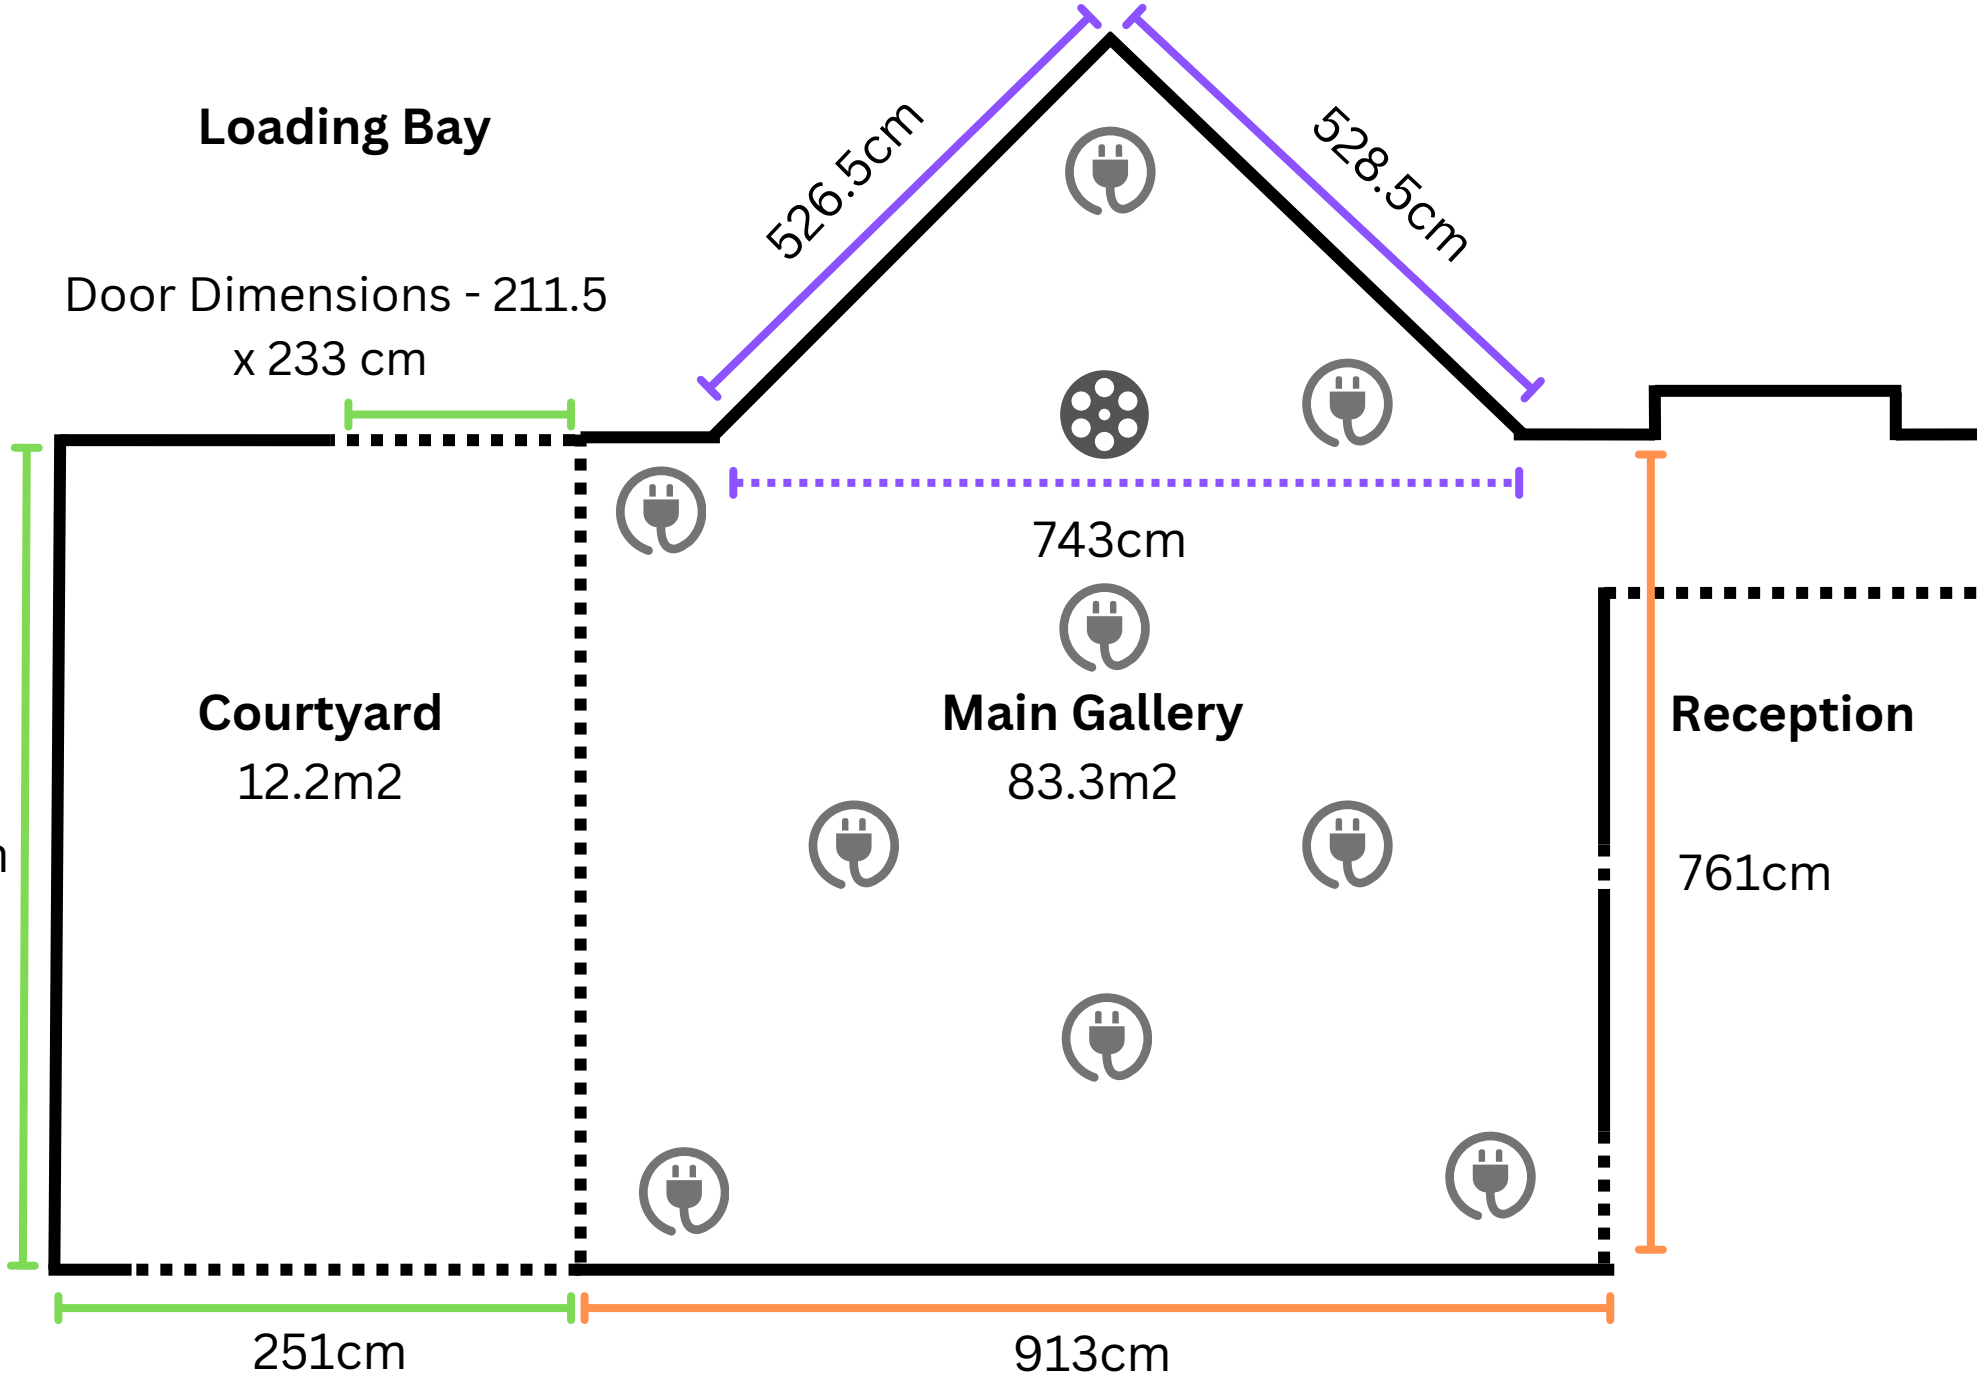 Loading Bay
526.5cm
528.5cm
Door Dimensions - 211.5
x 233 cm
743cm
Courtyard
12.2m2
Main Gallery
83.3m2
Reception
761cm
251cm
913cm